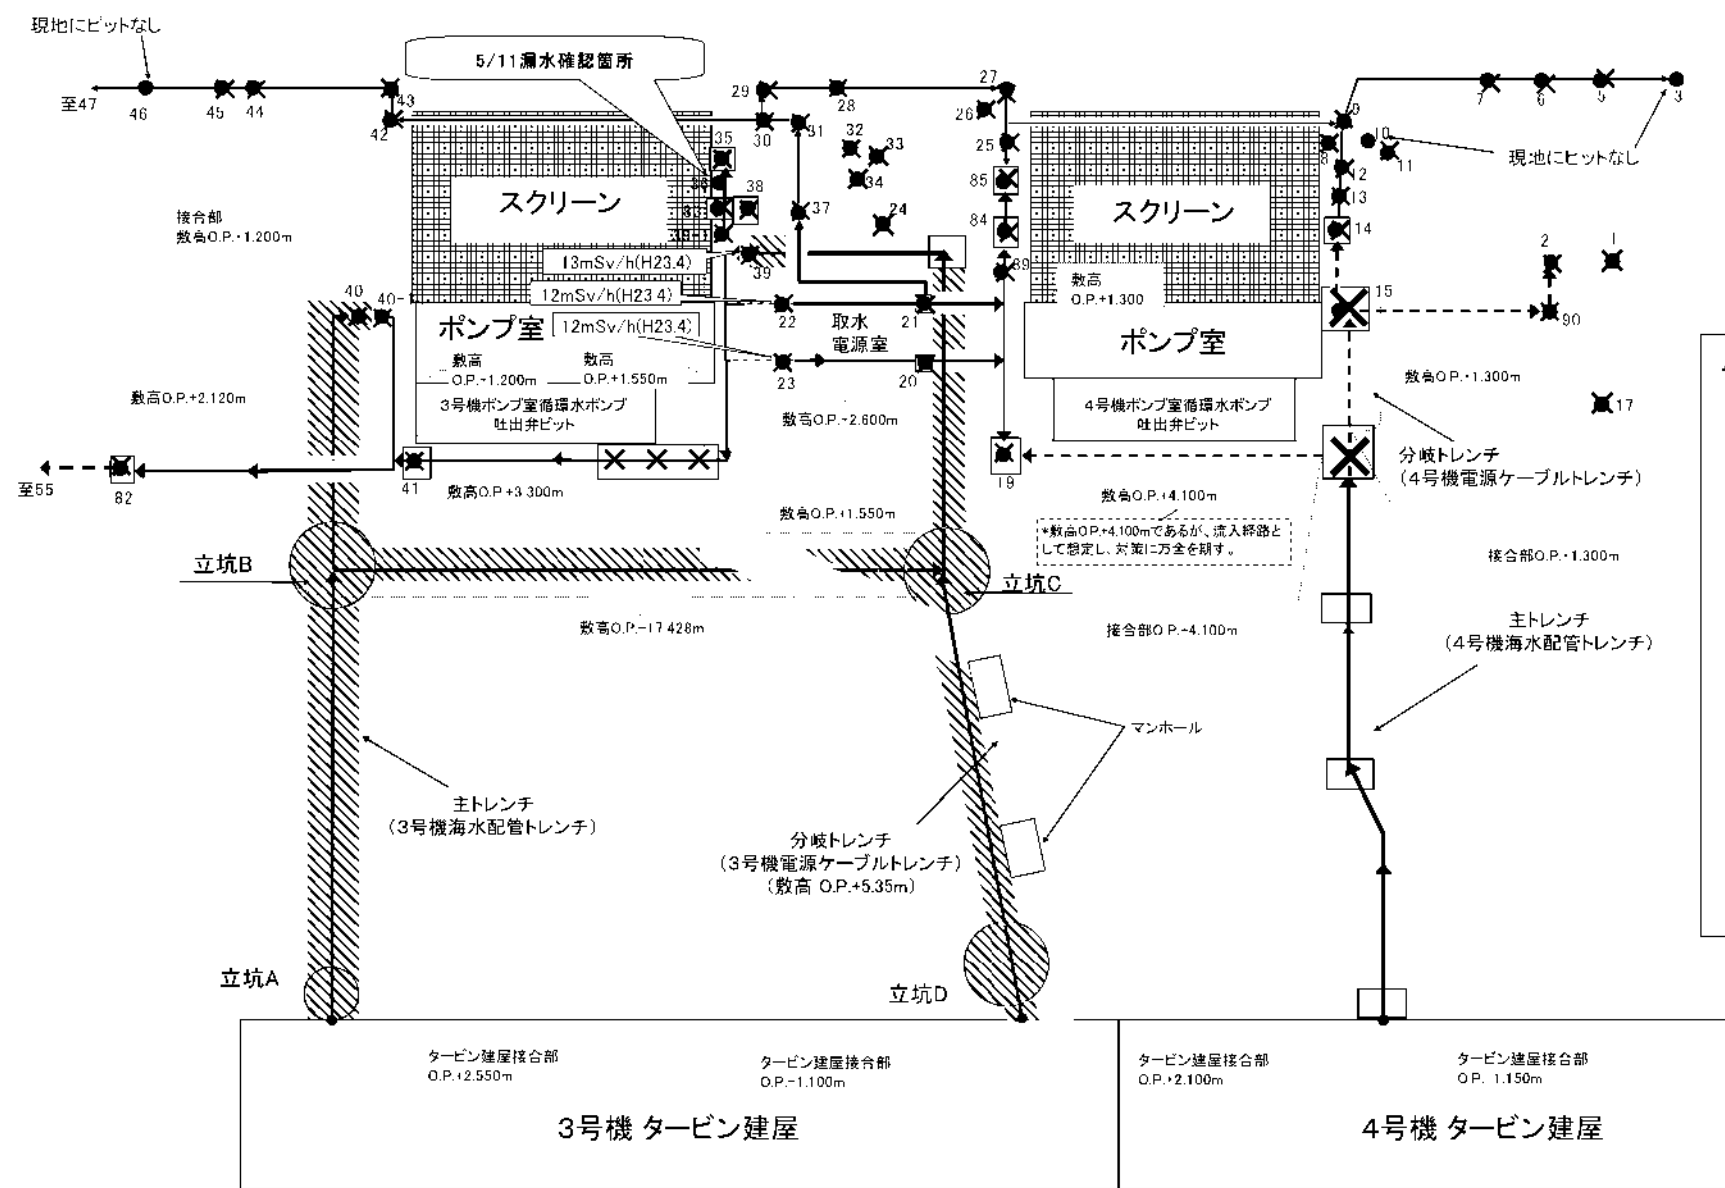 現地にピットなし
5/11漏水確認箇所
至47
46
45
44
43
42
29
28
27
26
25
30
31
32
33
34
35
38
37
24
39
85
84
89
7
6
5
3
9
10
11
8
12
13
14
15
2
1
90
17
現地にピットなし
接合部
敷高O.P.-1.200m
スクリーン
スクリーン
13mSv/h(H23.4)
12mSv/h(H23.4)
12mSv/h(H23.4)
40
22
21
取水
電源室
23
20
敷高
O.P.+1.300
ポンプ室
ポンプ室
敷高
O.P.-1.200m
敷高
O.P.+1.550m
3号機ポンプ室循環水ポンプ
吐出弁ピット
4号機ポンプ室循環水ポンプ
吐出弁ピット
敷高O.P.+2.120m
敷高O.P.-2.600m
敷高O.P.-1.300m
至55
82
41
敷高O.P.+3.300m
19
敷高O.P.+4.100m
分岐トレンチ
(4号機電源ケーブルトレンチ)
敷高O.P.+1.550m
*敷高O.P.+4.100mであるが、流入経路と
して想定し、対策に万全を期す。
接合部O.P.-1.300m
立坑B
立坑C
敷高O.P.-17.428m
接合部O.P.+4.100m
主トレンチ
(4号機海水配管トレンチ)
マンホール
主トレンチ
(3号機海水配管トレンチ)
分岐トレンチ
(3号機電源ケーブルトレンチ)
(敷高 O.P.+5.35m)
立坑A
立坑D
タービン建屋接合部
O.P.+2.550m
タービン建屋接合部
O.P.-1.100m
タービン建屋接合部
O.P.+2.100m
タービン建屋接合部
O.P. 1.150m
3号機 タービン建屋
4号機 タービン建屋